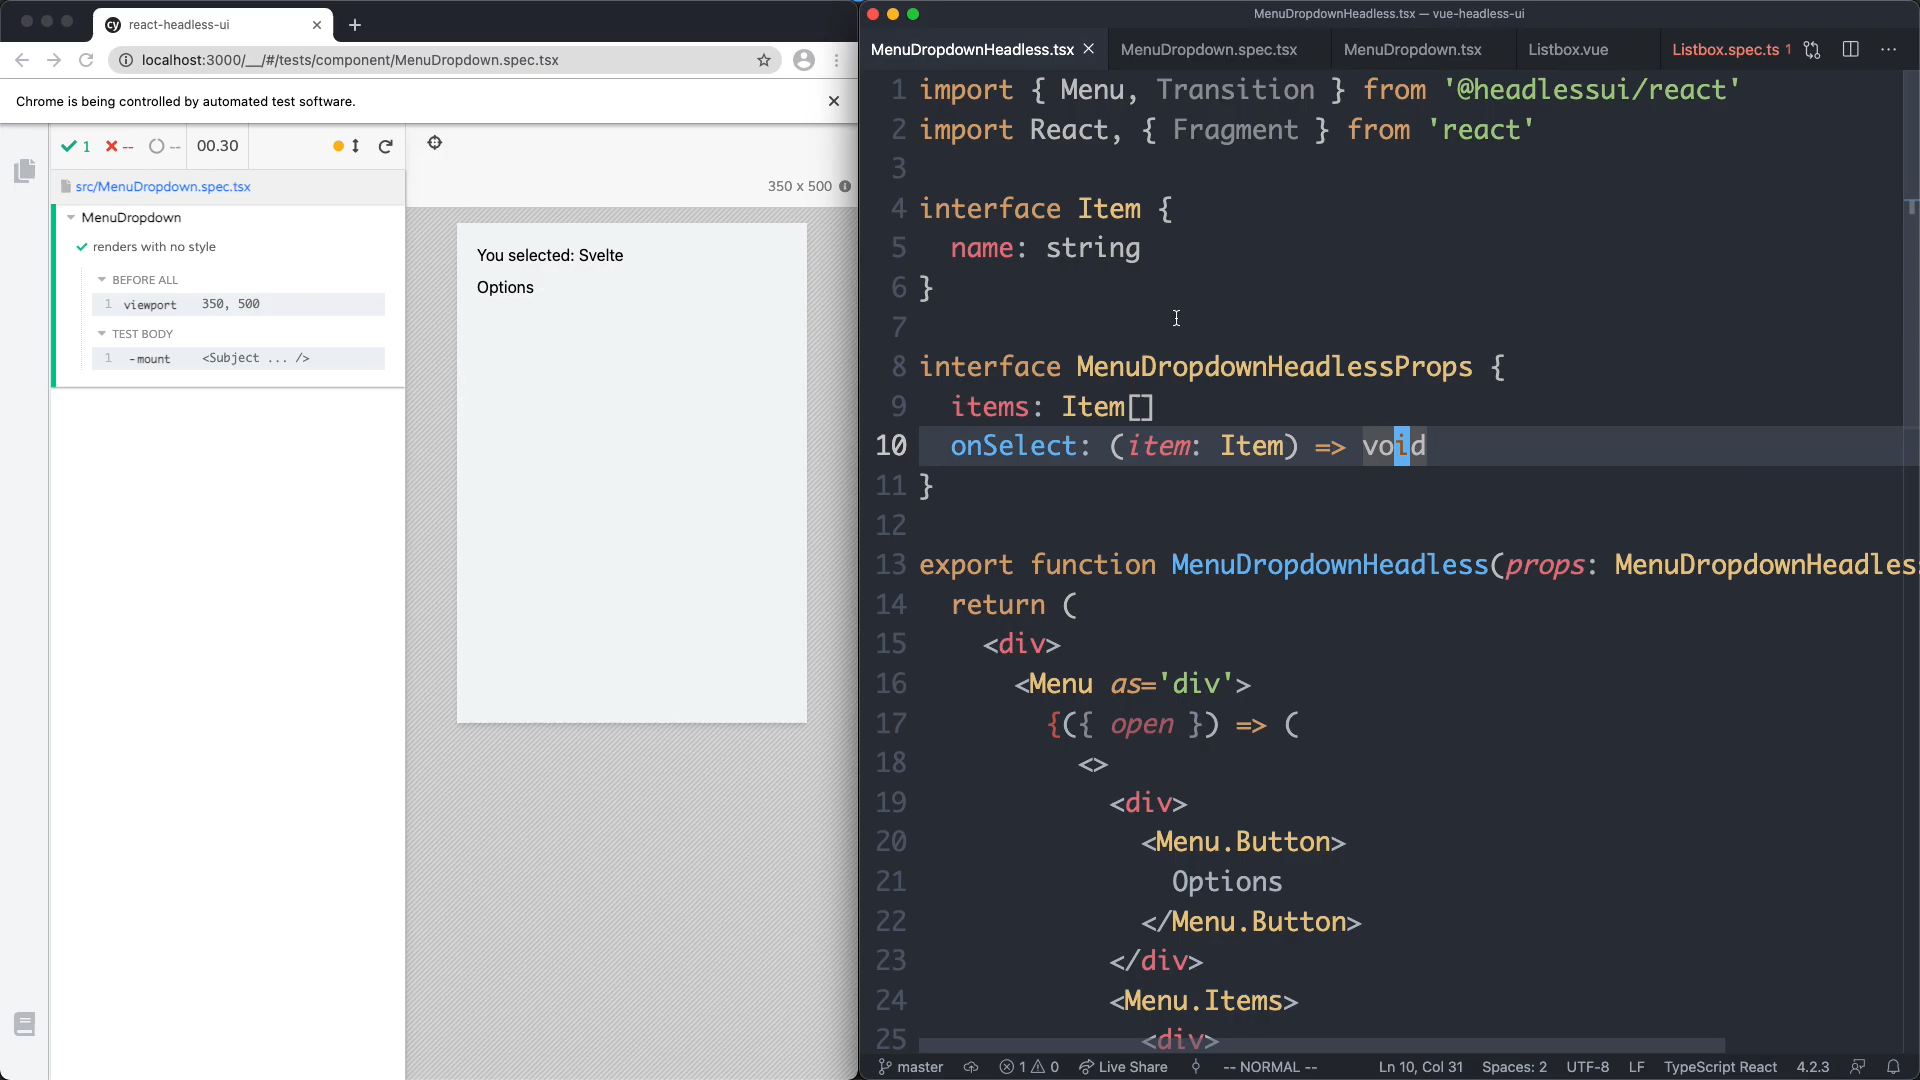 react-headless-ui
localhost:3000/__/#/tests/component/MenuDropdown.spec.tsx
Chrome is being controlled by automated test software.
1 -- -- 00.30
350 x 500
src/MenuDropdown.spec.tsx
MenuDropdown
renders with no style
BEFORE ALL
1 viewport 350, 500
TEST BODY
1 -mount <Subject ... />
You selected: Svelte
Options
MenuDropdownHeadless.tsx — vue-headless-ui
MenuDropdownHeadless.tsx MenuDropdown.spec.tsx MenuDropdown.tsx Listbox.vue Listbox.spec.ts 1
1 import { Menu, Transition } from '@headlessui/react'
2 import React, { Fragment } from 'react'
3
4 interface Item {
5 name: string
6 }
7
8 interface MenuDropdownHeadlessProps {
9 items: Item[]
10 onSelect: (item: Item) => void
11 }
12
13 export function MenuDropdownHeadless(props: MenuDropdownHeadles
14 return (
15 <div>
16 <Menu as='div'>
17 {({ open }) => (
18 <>
19 <div>
20 <Menu.Button>
21 Options
22 </Menu.Button>
23 </div>
24 <Menu.Items>
25 <div>
master 1 0 Live Share -- NORMAL -- Ln 10, Col 31 Spaces: 2 UTF-8 LF TypeScript React 4.2.3